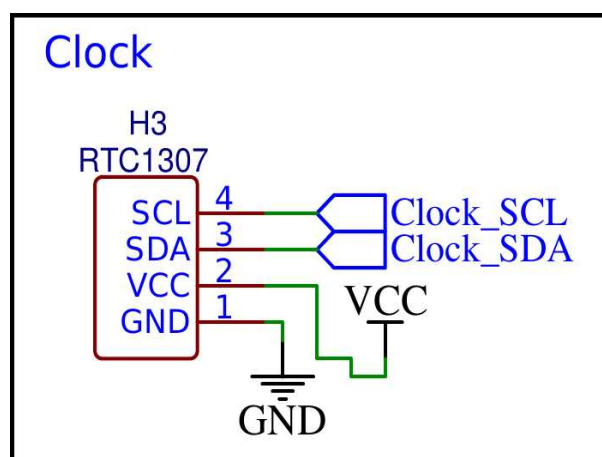 Clock
H3
RTC1307
SCL 4 Clock_SCL
SDA 3 Clock_SDA
VCC 2
GND 1
VCC
GND